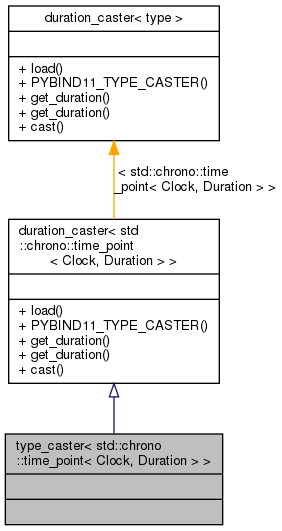 duration_caster< type >
+ load()
+ PYBIND11_TYPE_CASTER()
+ get_duration()
+ get_duration()
+ cast()
< std::chrono::time
_point< Clock, Duration > >
duration_caster< std
::chrono::time_point
< Clock, Duration > >
+ load()
+ PYBIND11_TYPE_CASTER()
+ get_duration()
+ get_duration()
+ cast()
type_caster< std::chrono
::time_point< Clock, Duration > >